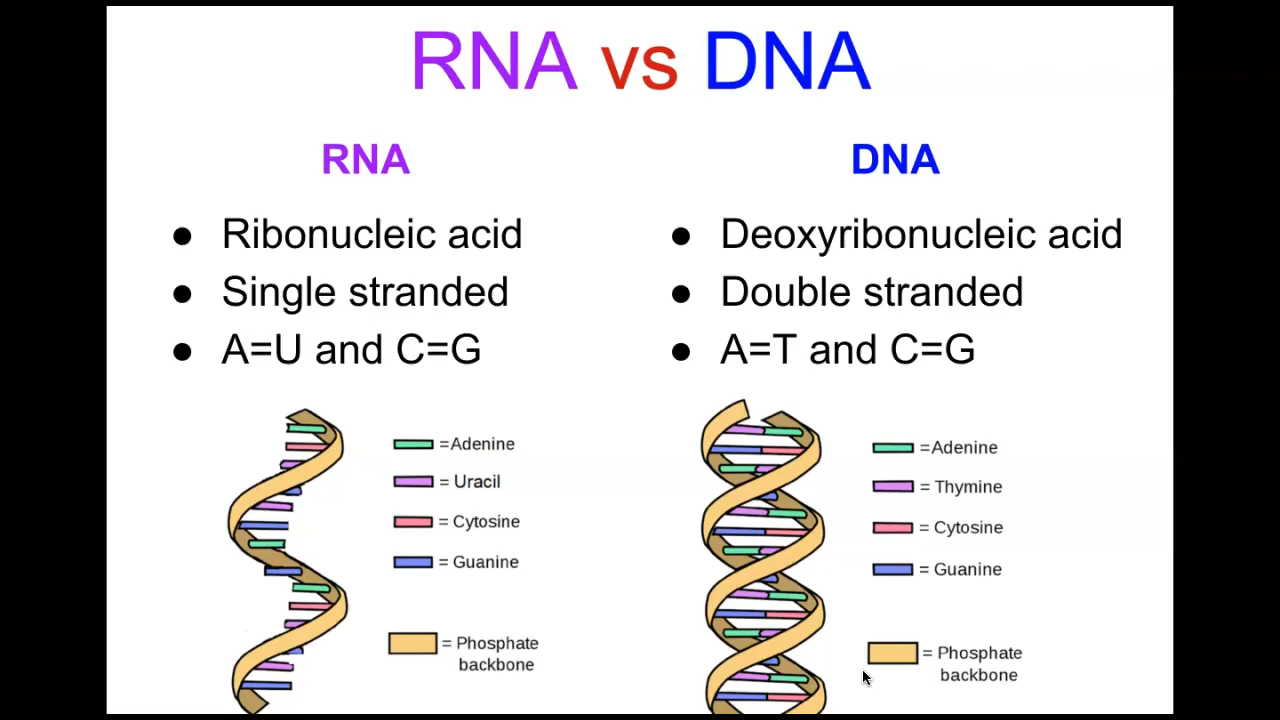 RNA vs DNA
RNA
● Ribonucleic acid
● Single stranded
● A=U and C=G
=Adenine
= Uracil
= Cytosine
= Guanine
= Phosphate
backbone
DNA
● Deoxyribonucleic acid
● Double stranded
● A=T and C=G
=Adenine
= Thymine
= Cytosine
= Guanine
= Phosphate
backbone